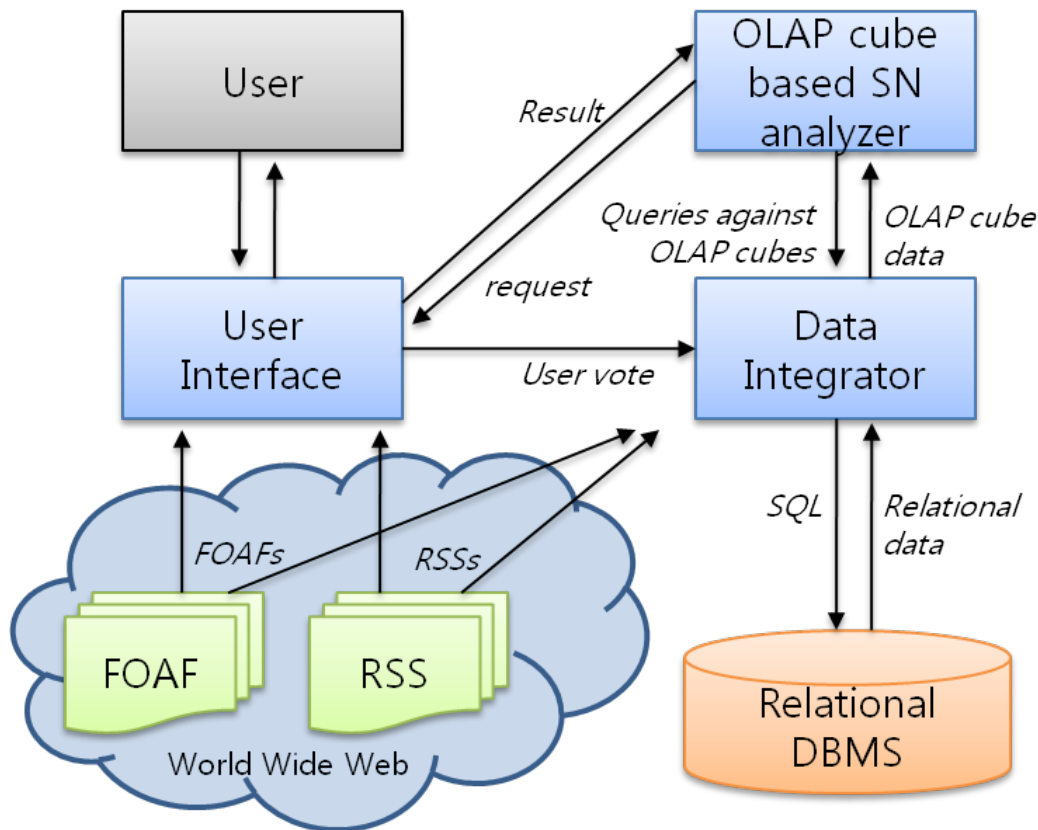 User
OLAP cube
based SN
analyzer
Result
Queries against
OLAP cubes
OLAP cube
data
request
User
Interface
User vote
Data
Integrator
SQL
Relational
data
FOAFs
RSSs
FOAF
RSS
World Wide Web
Relational
DBMS